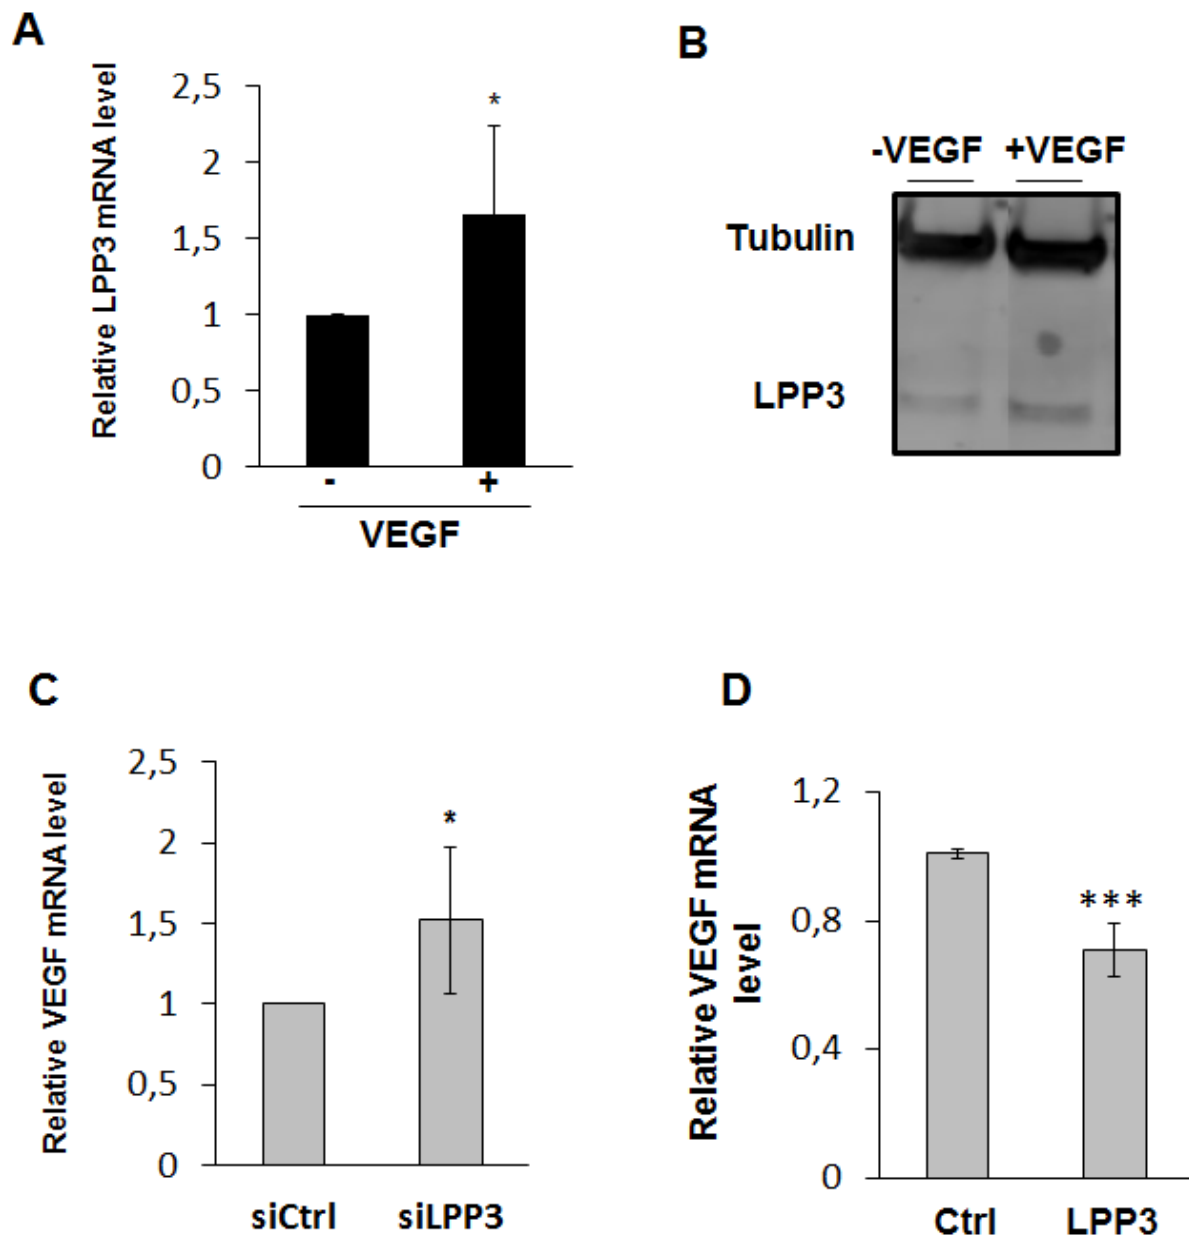 A
Relative LPP3 mRNA level
2,5
2
1,5
1
0,5
0
*
- +
VEGF
B
-VEGF +VEGF
Tubulin
LPP3
C
Relative VEGF mRNA level
2,5
2
1,5
1
0,5
0
*
siCtrl siLPP3
D
Relative VEGF mRNA
level
1,2
0,8
0,4
0
***
Ctrl LPP3